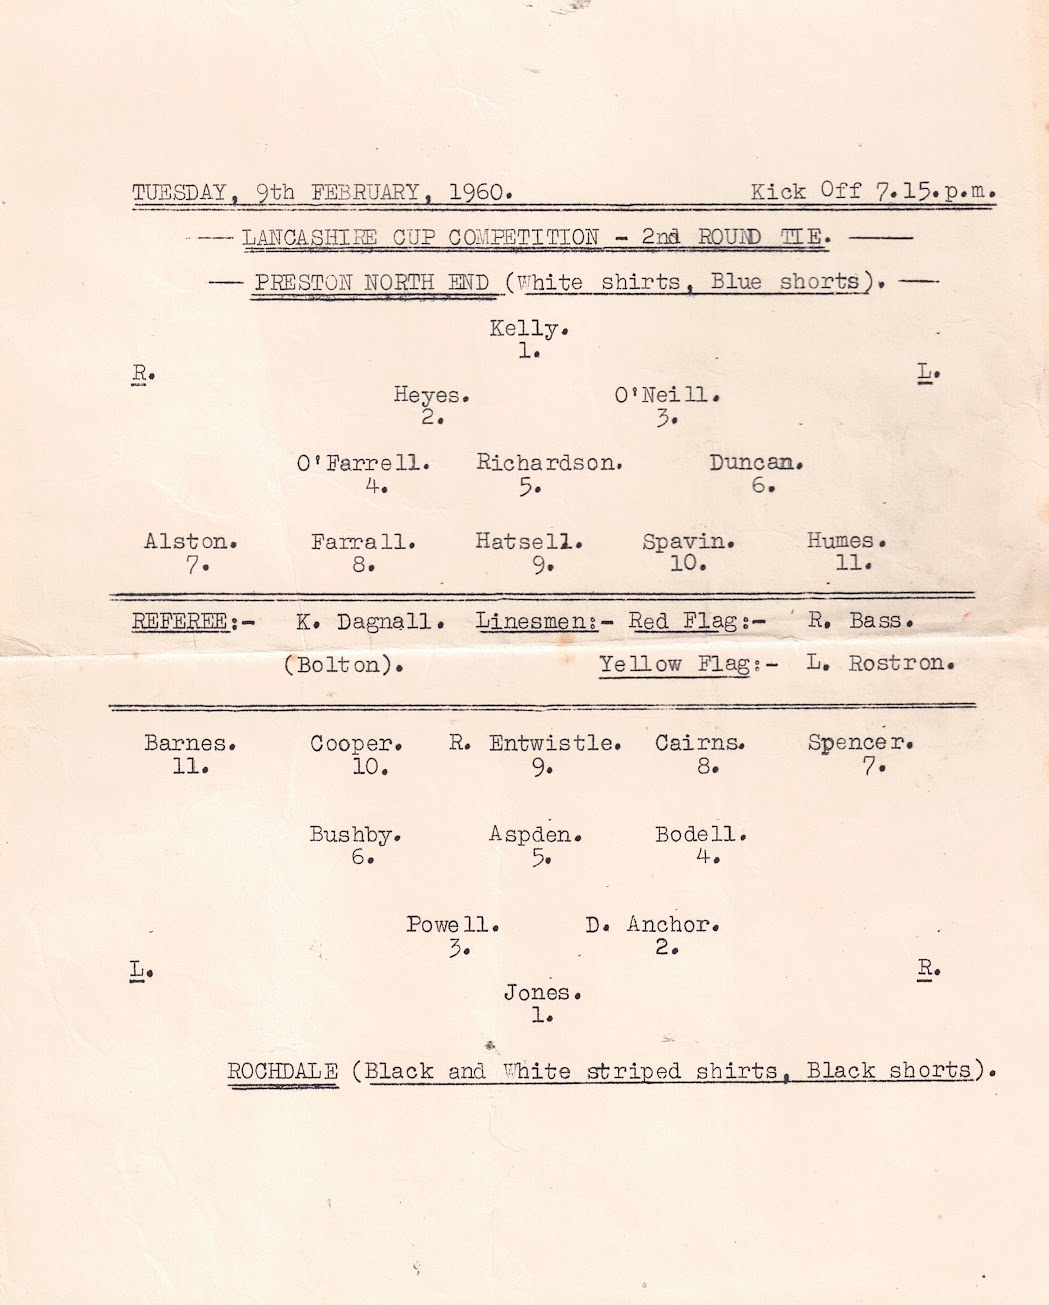 TUESDAY, 9th FEBRUARY, 1960. Kick Off 7.15.p.m.
LANCASHIRE CUP COMPETITION - 2nd ROUND TIE.
PRESTON NORTH END (White shirts, Blue shorts).
Kelly.
1.
R. L.
Heyes. O'Neill.
2. 3.
O'Farrell. Richardson. Duncan.
4. 5. 6.
Alston. Farrall. Hatsell. Spavin. Humes.
7. 8. 9. 10. 11.
REFEREE:- K. Dagnall. Linesmen:- Red Flag:- R. Bass.
(Bolton). Yellow Flag:- L. Rostron.
Barnes. Cooper. R. Entwistle. Cairns. Spencer.
11. 10. 9. 8. 7.
Bushby. Aspden. Bodell.
6. 5. 4.
Powell. D. Anchor.
3. 2.
L. R.
Jones.
1.
ROCHDALE (Black and White striped shirts, Black shorts).